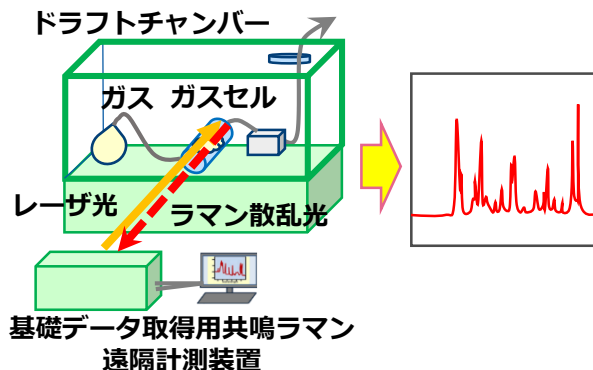 ドラフトチャンバー
ガス ガスセル
レーザ光
ラマン散乱光
基礎データ取得用共鳴ラマン
遠隔計測装置